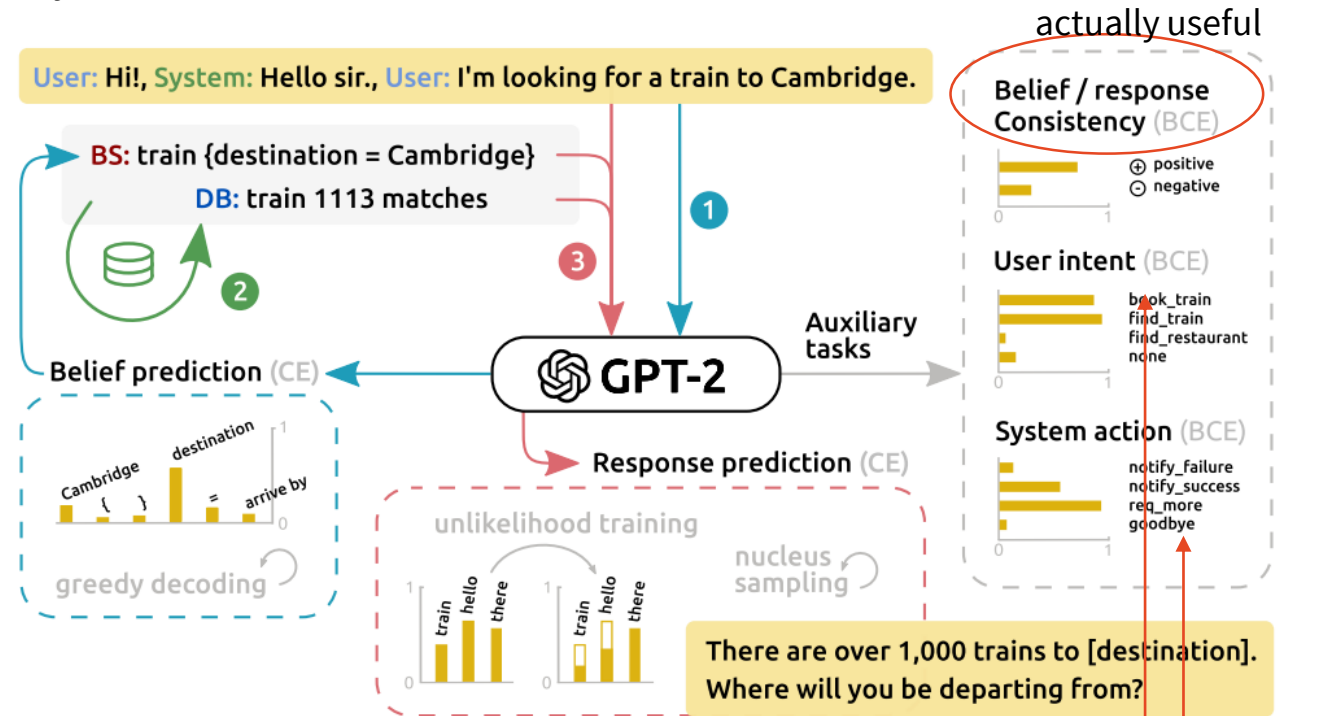 actually useful
User: Hi!, System: Hello sir., User: I'm looking for a train to Cambridge.
BS: train {destination = Cambridge}
DB: train 1113 matches
1
3
2
Belief prediction (CE)
GPT-2
Auxiliary
tasks
Response prediction (CE)
Cambridge
{
}
destination
=
arrive by
1
0
greedy decoding
unlikelihood training
nucleus
sampling
1
train
hello
there
0
1
train
hello
there
0
Belief / response
Consistency (BCE)
+ positive
- negative
0 1
User intent (BCE)
book_train
find_train
find_restaurant
none
0 1
System action (BCE)
notify_failure
notify_success
req_more
goodbye
0 1
There are over 1,000 trains to [destination].
Where will you be departing from?